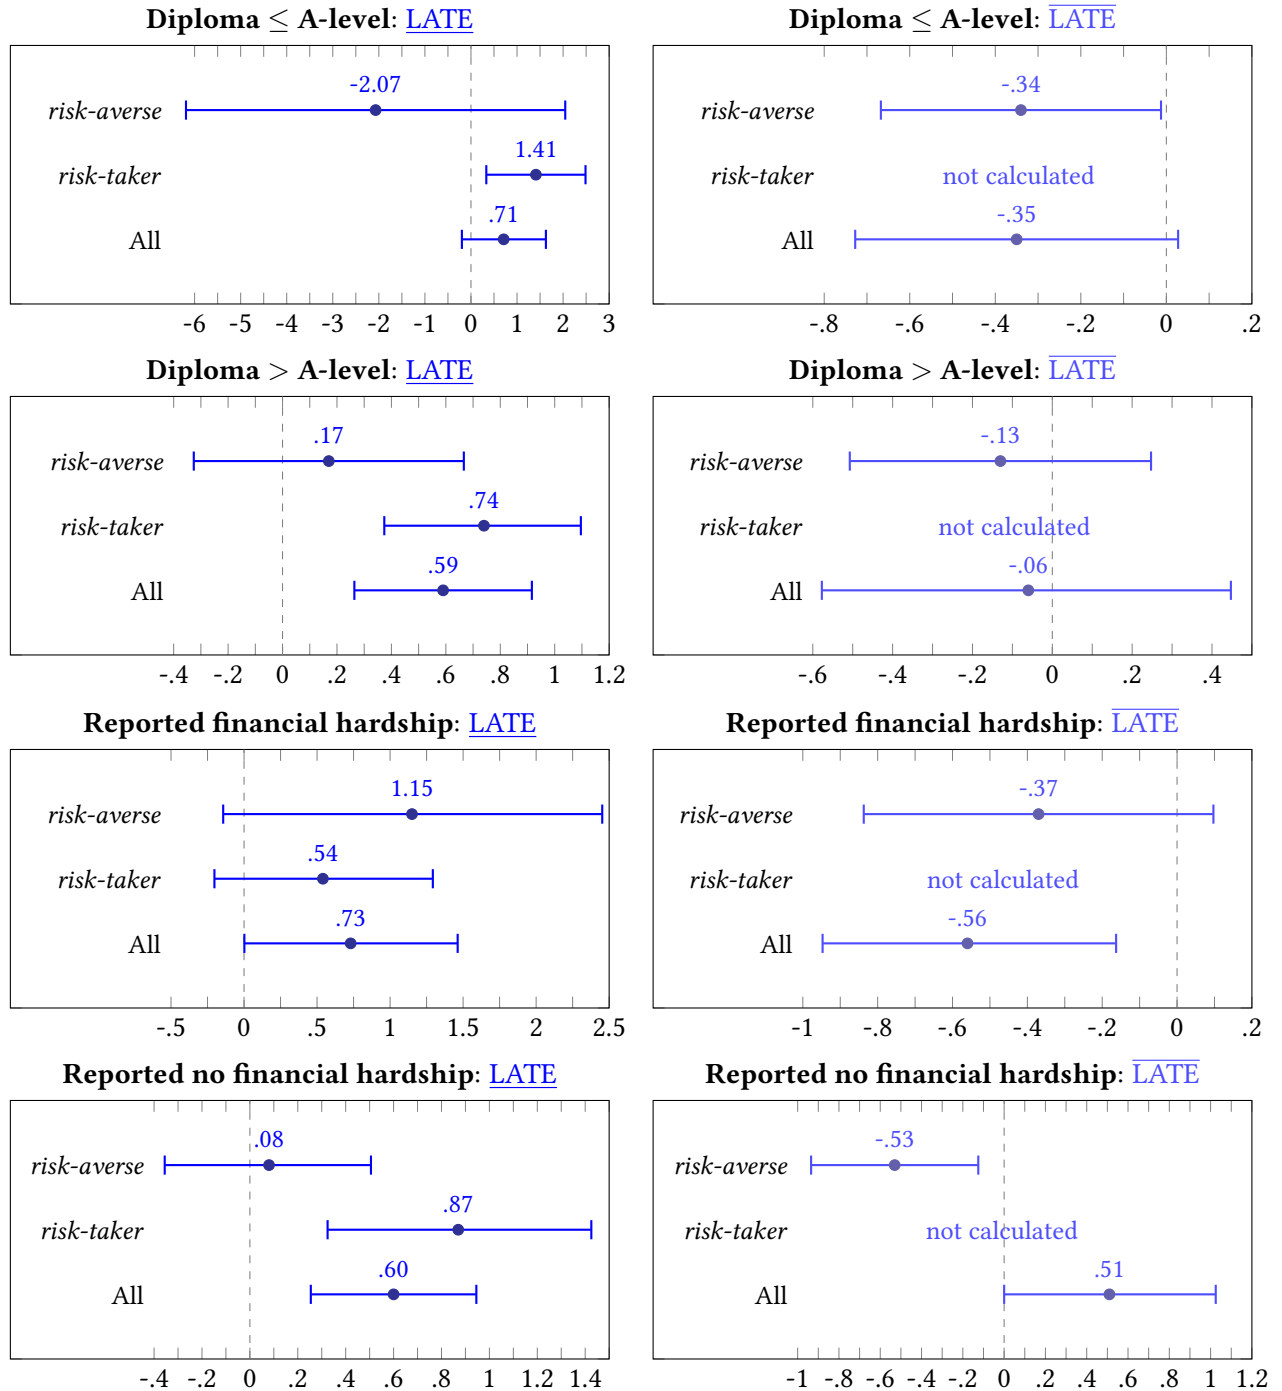 Diploma ≤ A-level: LATE
-2.07
risk-averse
1.41
risk-taker
.71
All
-6 -5 -4 -3 -2 -1 0 1 2 3
Diploma ≤ A-level: LATE
-.34
risk-averse
risk-taker not calculated
-.35
All
-.8 -.6 -.4 -.2 0 .2
Diploma > A-level: LATE
.17
risk-averse
.74
risk-taker
.59
All
-.4 -.2 0 .2 .4 .6 .8 1 1.2
Diploma > A-level: LATE
-.13
risk-averse
risk-taker not calculated
-.06
All
-.6 -.4 -.2 0 .2 .4
Reported financial hardship: LATE
1.15
risk-averse
.54
risk-taker
.73
All
-.5 0 .5 1 1.5 2 2.5
Reported financial hardship: LATE
-.37
risk-averse
risk-taker not calculated
-.56
All
-1 -.8 -.6 -.4 -.2 0 .2
Reported no financial hardship: LATE
.08
risk-averse
.87
risk-taker
.60
All
-.4 -.2 0 .2 .4 .6 .8 1 1.2 1.4
Reported no financial hardship: LATE
-.53
risk-averse
risk-taker not calculated
.51
All
-1 -.8 -.6 -.4 -.2 0 .2 .4 .6 .8 1 1.2